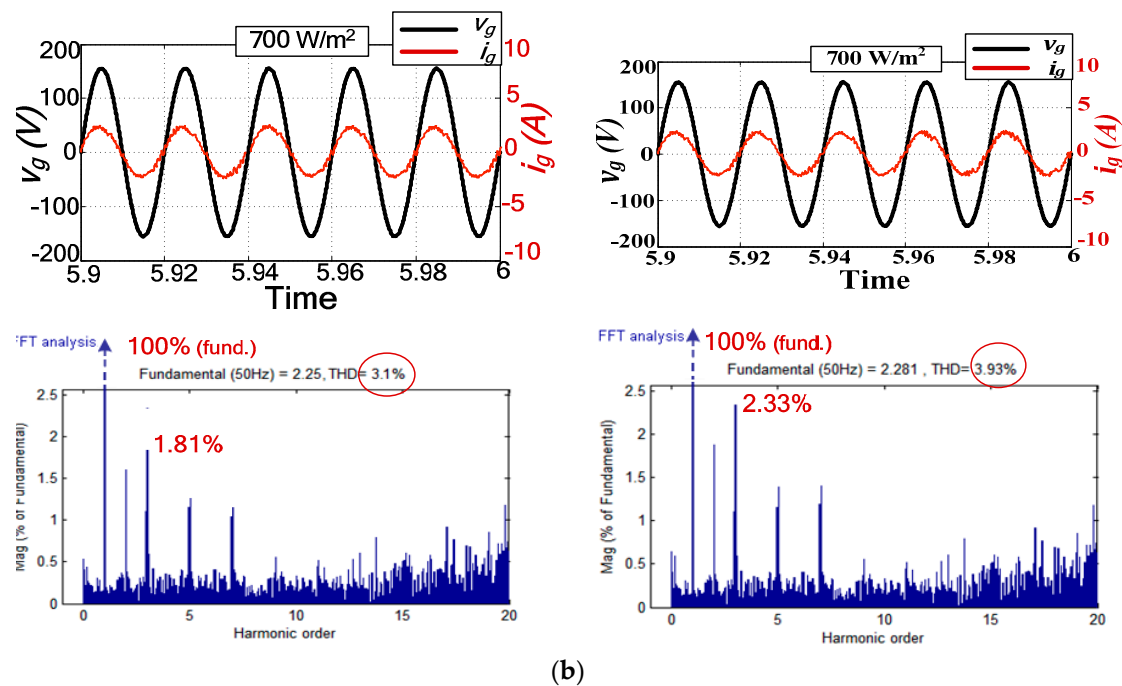 700 W/m²
vg
ig
200
100
0
-100
-200
vg (V)
10
5
0
-5
-10
ig (A)
5.9 5.92 5.94 5.96 5.98 6
Time
700 W/m²
vg
ig
200
100
0
-100
-200
vg (V)
10
5
0
-5
-10
ig (A)
5.9 5.92 5.94 5.96 5.98 6
Time
FFT analysis
100% (fund.)
Fundamental (50Hz) = 2.25, THD= 3.1%
2.5
2
1.5
1
0.5
0
Mag (% of Fundamental)
1.81%
0 5 10 15 20
Harmonic order
FFT analysis
100% (fund.)
Fundamental (50Hz) = 2.281 , THD= 3.93%
2.5
2
1.5
1
0.5
0
Mag (% of Fundamental)
2.33%
0 5 10 15 20
Harmonic order
(b)